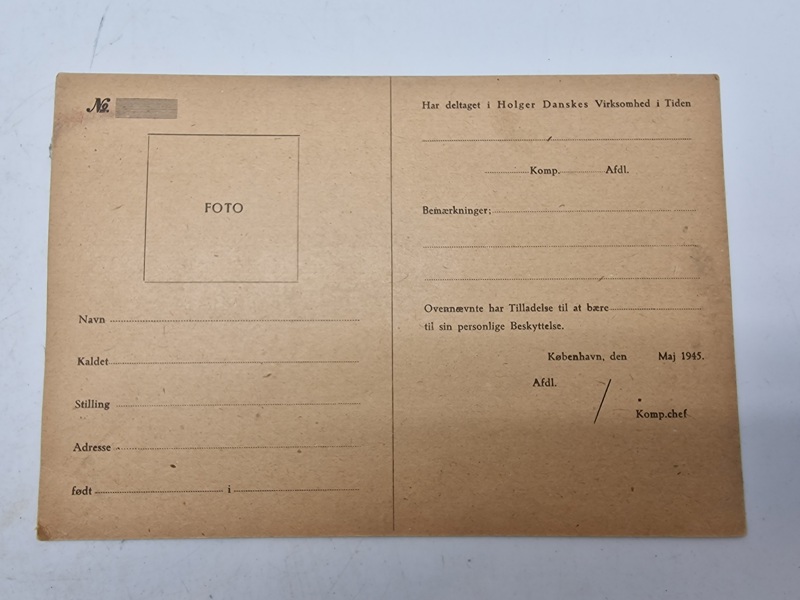 No.
FOTO
Navn
Kaldet
Stilling
Adresse
født i
Har deltaget i Holger Danskes Virksomhed i Tiden
Komp. Afdl.
Bemærkninger:
Ovennævnte har Tilladelse til at bære
til sin personlige Beskyttelse.
København, den Maj 1945.
Afdl.
/
Komp.chef